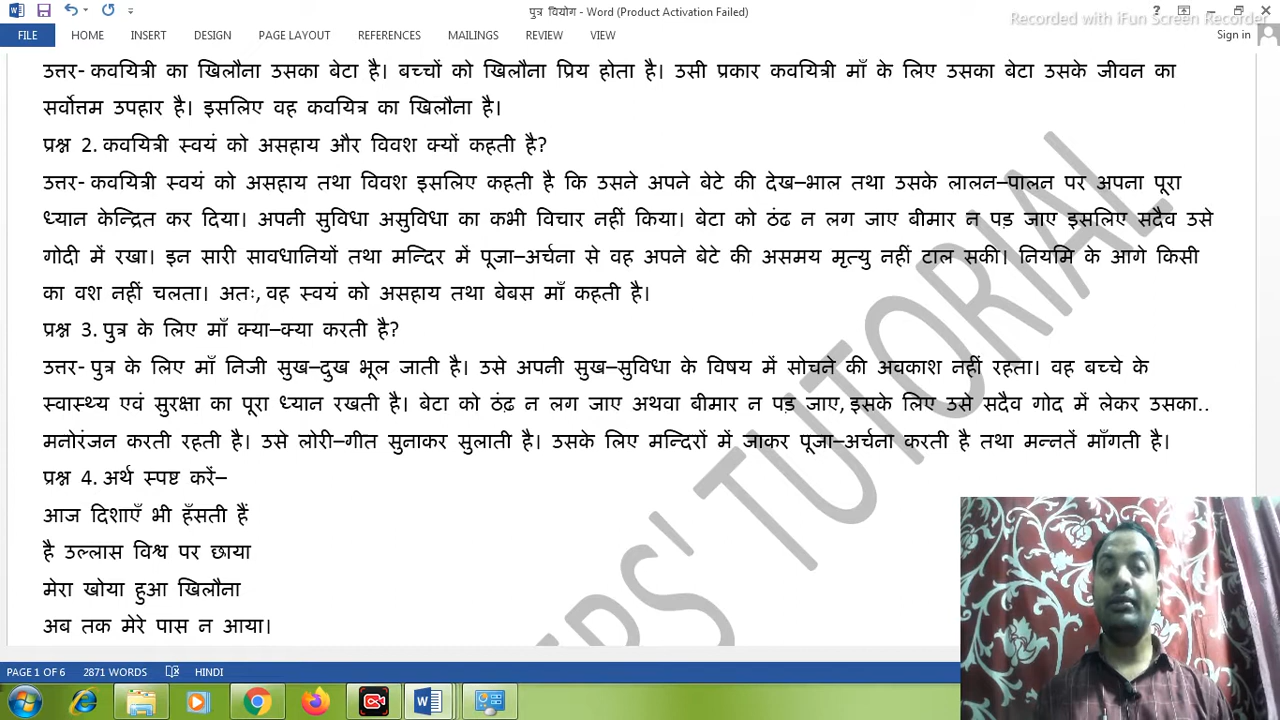 पुत्र वियोग - Word (Product Activation Failed)
Recorded with iFun Screen Recorder
FILE HOME INSERT DESIGN PAGE LAYOUT REFERENCES MAILINGS REVIEW VIEW Sign in
उत्तर- कवयित्री का खिलौना उसका बेटा है। बच्चों को खिलौना प्रिय होता है। उसी प्रकार कवयित्री माँ के लिए उसका बेटा उसके जीवन का
सर्वोत्तम उपहार है। इसलिए वह कवयित्र का खिलौना है।
प्रश्न 2. कवयित्री स्वयं को असहाय और विवश क्यों कहती है?
उत्तर- कवयित्री स्वयं को असहाय तथा विवश इसलिए कहती है कि उसने अपने बेटे की देख–भाल तथा उसके लालन–पालन पर अपना पूरा
ध्यान केन्द्रित कर दिया। अपनी सुविधा असुविधा का कभी विचार नहीं किया। बेटा को ठंढ न लग जाए बीमार न पड़ जाए इसलिए सदैव उसे
गोदी में रखा। इन सारी सावधानियों तथा मन्दिर में पूजा–अर्चना से वह अपने बेटे की असमय मृत्यु नहीं टाल सकी। नियमि के आगे किसी
का वश नहीं चलता। अतः, वह स्वयं को असहाय तथा बेबस माँ कहती है।
प्रश्न 3. पुत्र के लिए माँ क्या–क्या करती है?
उत्तर- पुत्र के लिए माँ निजी सुख–दुख भूल जाती है। उसे अपनी सुख–सुविधा के विषय में सोचने की अवकाश नहीं रहता। वह बच्चे के
स्वास्थ्य एवं सुरक्षा का पूरा ध्यान रखती है। बेटा को ठंढ़ न लग जाए अथवा बीमार न पड जाए, इसके लिए उसे सदैव गोद में लेकर उसका..
मनोरंजन करती रहती है। उसे लोरी–गीत सुनाकर सुलाती है। उसके लिए मन्दिरों में जाकर पूजा–अर्चना करती है तथा मन्नतें माँगती है।
प्रश्न 4. अर्थ स्पष्ट करें–
आज दिशाएँ भी हँसती हैं
है उल्लास विश्व पर छाया
मेरा खोया हुआ खिलौना
अब तक मेरे पास न आया।
TUTORIAL
PAGE 1 OF 6 2871 WORDS HINDI